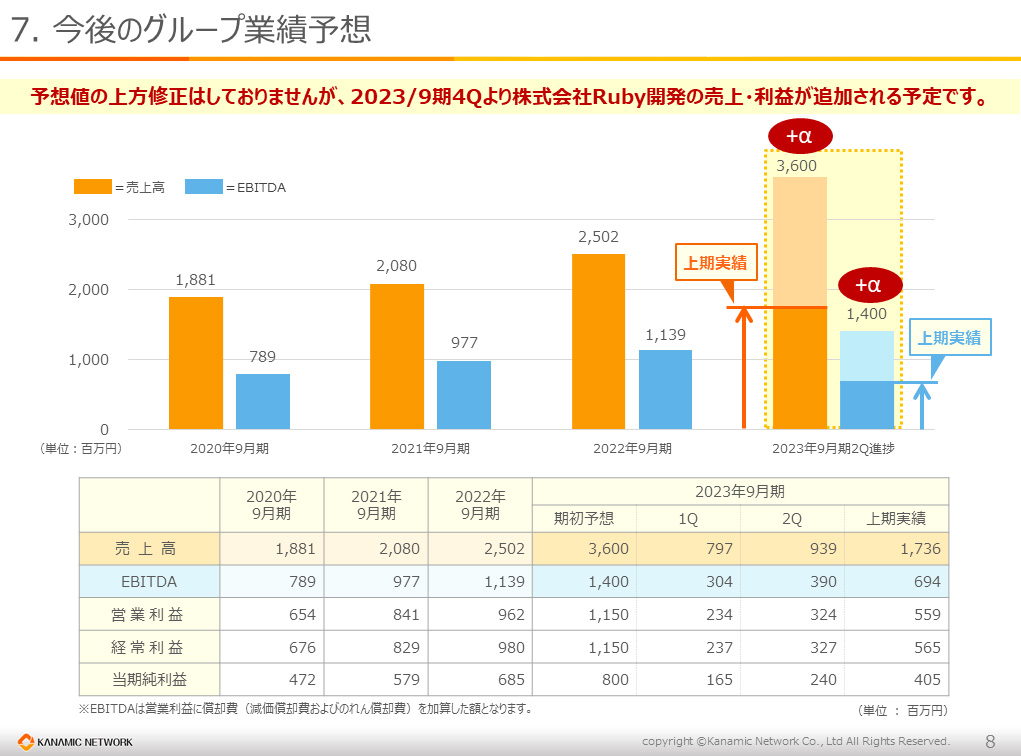 7. 今後のグループ業績予想
予想値の上方修正はしておりませんが、2023/9期4Qより株式会社Ruby開発の売上・利益が追加される予定です。
+α
3,600
=売上高 =EBITDA
3,000
2,502
上期実績
2,080
+α
1,881
2,000
1,400
1,139
上期実績
977
789
1,000
0
(単位:百万円) 2020年9月期 2021年9月期 2022年9月期 2023年9月期2Q進捗
2020年 9月期 2021年 9月期 2022年 9月期 2023年9月期
期初予想 1Q 2Q 上期実績
売上高 1,881 2,080 2,502 3,600 797 939 1,736
EBITDA 789 977 1,139 1,400 304 390 694
営業利益 654 841 962 1,150 234 324 559
経常利益 676 829 980 1,150 237 327 565
当期純利益 472 579 685 800 165 240 405
※EBITDAは営業利益に償却費(減価償却費およびのれん償却費)を加算した額となります。 (単位 : 百万円)
KANAMIC NETWORK copyright ©Kanamic Network Co., Ltd All Rights Reserved. 8